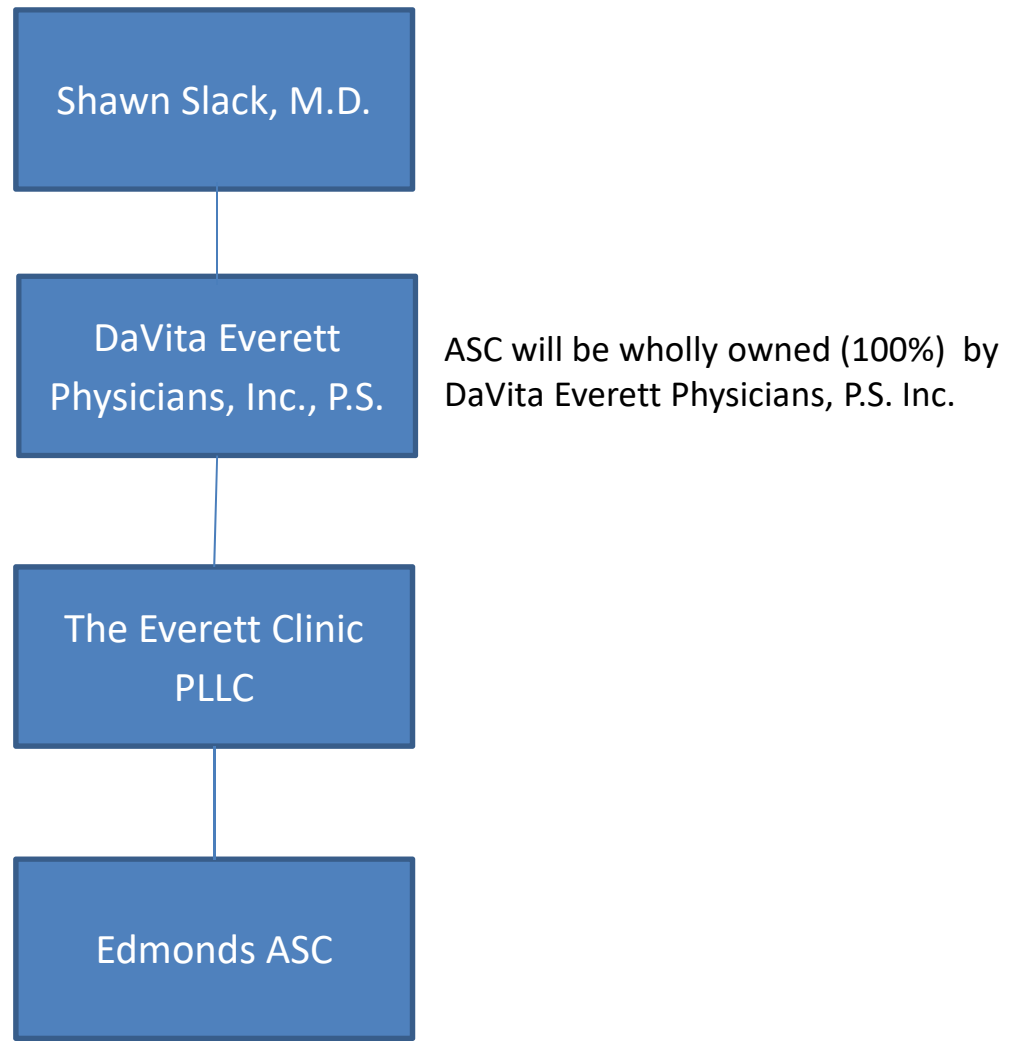 Shawn Slack, M.D.
DaVita Everett
Physicians, Inc., P.S.
ASC will be wholly owned (100%) by
DaVita Everett Physicians, P.S. Inc.
The Everett Clinic
PLLC
Edmonds ASC